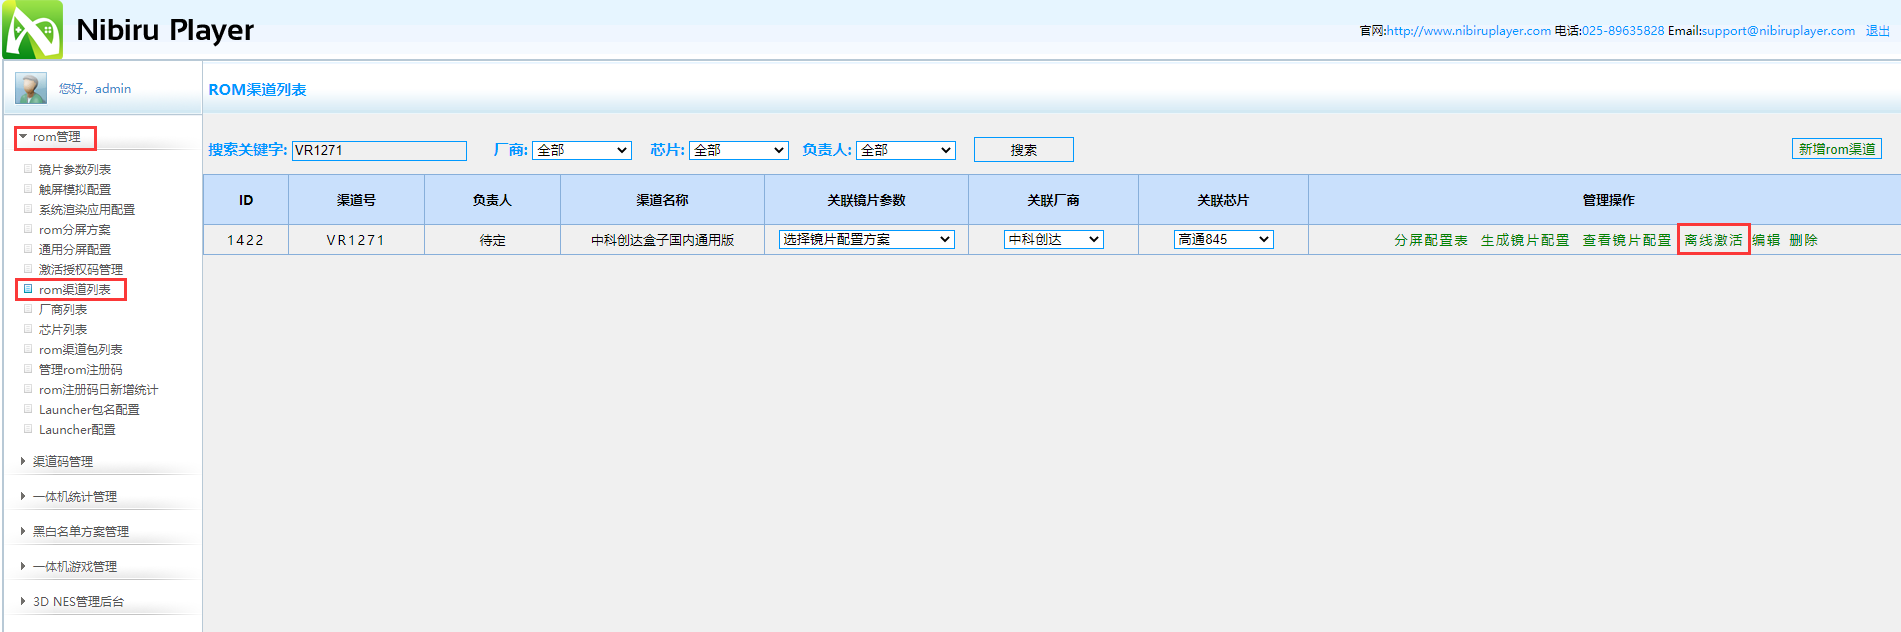 Nibiru Player
官网:http://www.nibiruplayer.com 电话:025-89635828 Email:support@nibiruplayer.com 退出
您好，admin
rom管理
镜片参数列表
触屏模拟配置
系统渲染应用配置
rom分屏方案
通用分屏配置
激活授权码管理
rom渠道列表
厂商列表
芯片列表
rom渠道包列表
管理rom注册码
rom注册码日新增统计
Launcher包名配置
Launcher配置
渠道码管理
一体机统计管理
黑白名单方案管理
一体机游戏管理
3D NES管理后台
ROM渠道列表
搜索关键字: VR1271 厂商: 全部 芯片: 全部 负责人: 全部 搜索 新增rom渠道
ID 渠道号 负责人 渠道名称 关联镜片参数 关联厂商 关联芯片 管理操作
1422 VR1271 待定 中科创达盒子国内通用版 选择镜片配置方案 中科创达 高通845 分屏配置表 生成镜片配置 查看镜片配置 离线激活 编辑 删除